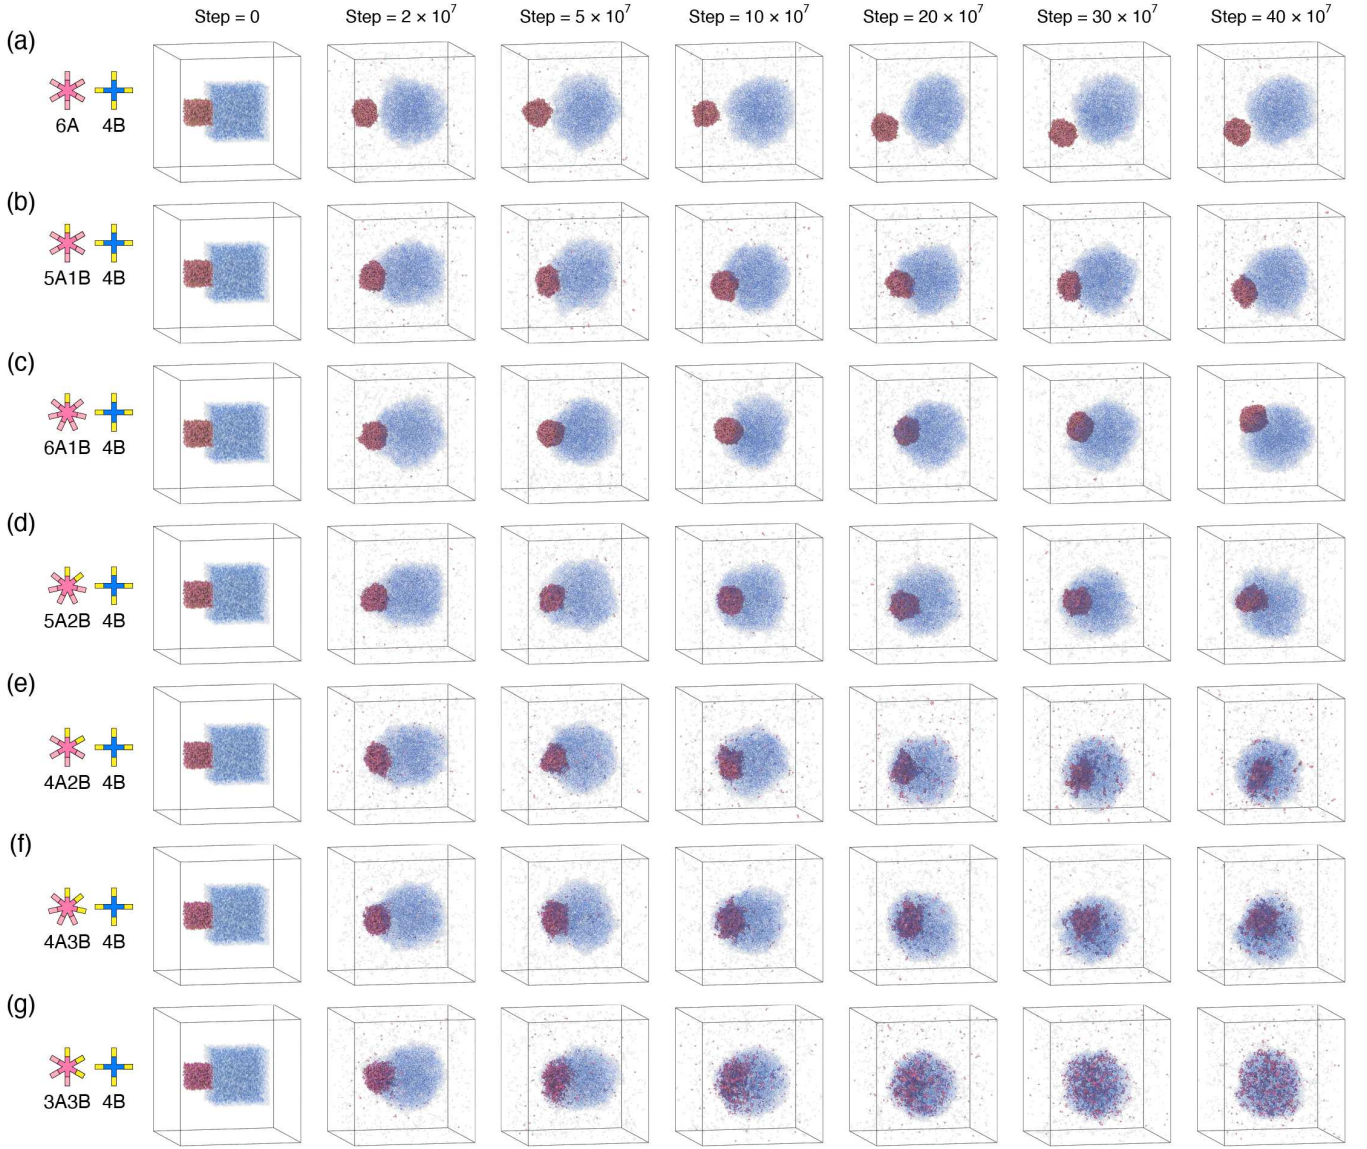 Step = 0 Step = 2 × 10⁷ Step = 5 × 10⁷ Step = 10 × 10⁷ Step = 20 × 10⁷ Step = 30 × 10⁷ Step = 40 × 10⁷
(a)
6A 4B
(b)
5A1B 4B
(c)
6A1B 4B
(d)
5A2B 4B
(e)
4A2B 4B
(f)
4A3B 4B
(g)
3A3B 4B